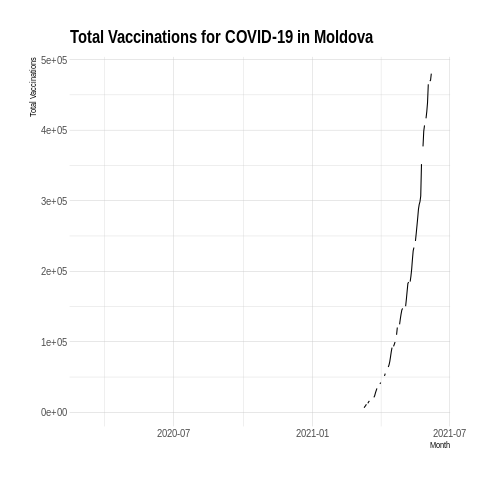 Total Vaccinations for COVID-19 in Moldova
Total Vaccinations
5e+05
4e+05
3e+05
2e+05
1e+05
0e+00
2020-07
2021-01
2021-07
Month